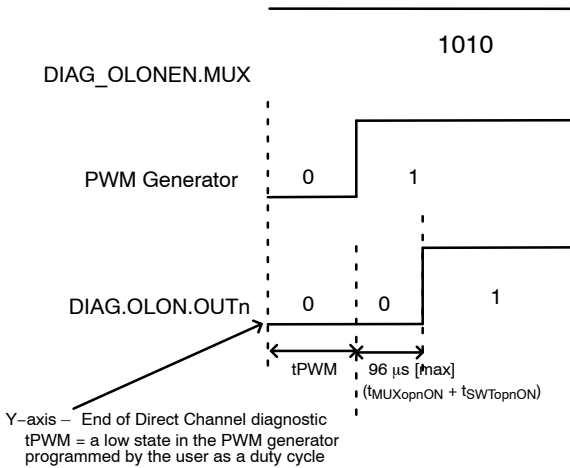 1010
DIAG_OLONEN.MUX
PWM Generator
0
1
DIAG.OLON.OUTn
0
0
1
tPWM
96 μs [max]
(tMUXopnON + tSWTopnON)
Y−axis − End of Direct Channel diagnostic
tPWM = a low state in the PWM generator
programmed by the user as a duty cycle